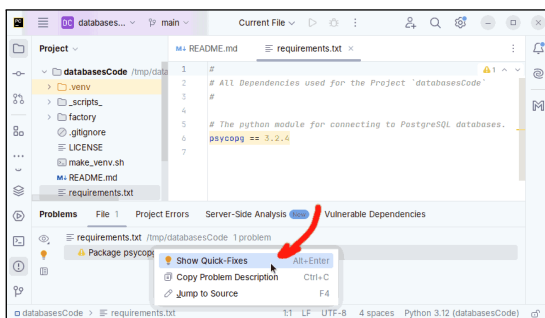 PC
DC databases... main Current File
Project
databasesCode /tmp/data
.venv
_scripts_
factory
.gitignore
LICENSE
make_venv.sh
M↓ README.md
requirements.txt
M↓ README.md requirements.txt
1 #
2 # All Dependencies used for the Project `databasesCode`
3 #
4
5 # The python module for connecting to PostgreSQL databases.
6 psycopg == 3.2.4
7
1
Problems File 1 Project Errors Server-Side Analysis New Vulnerable Dependencies
requirements.txt /tmp/databasesCode 1 problem
Package psycopg
Show Quick-Fixes Alt+Enter
Copy Problem Description Ctrl+C
Jump to Source F4
databasesCode > requirements.txt 1:1 LF UTF-8 4 spaces Python 3.12 (databasesCode)